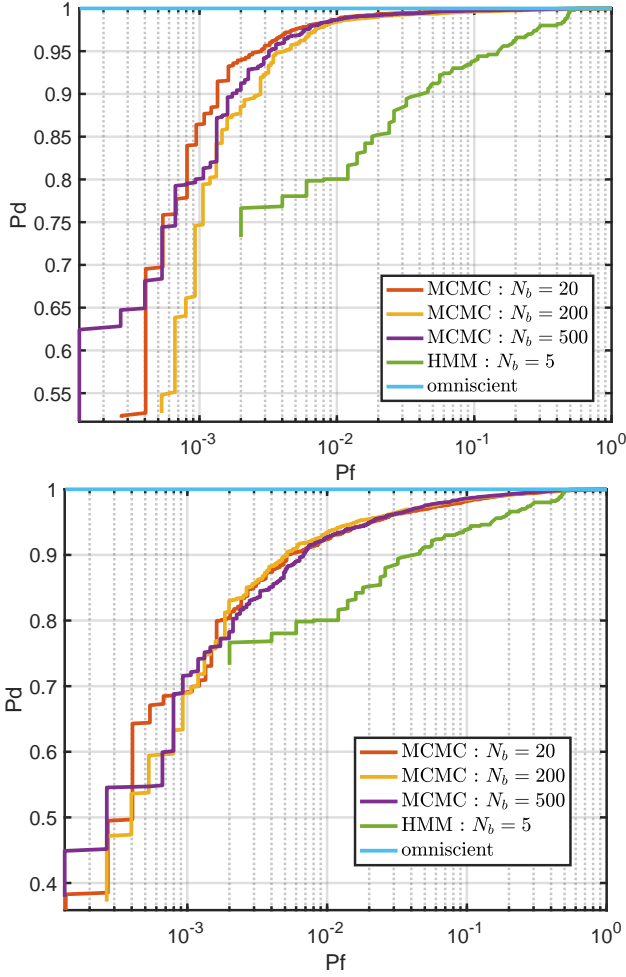 1
0.95
0.9
0.85
0.8
0.75
0.7
0.65
0.6
0.55
Pd
MCMC : N_b = 20
MCMC : N_b = 200
MCMC : N_b = 500
HMM : N_b = 5
omniscient
10^-3
10^-2
10^-1
10^0
Pf
1
0.9
0.8
0.7
0.6
0.5
0.4
Pd
MCMC : N_b = 20
MCMC : N_b = 200
MCMC : N_b = 500
HMM : N_b = 5
omniscient
10^-3
10^-2
10^-1
10^0
Pf